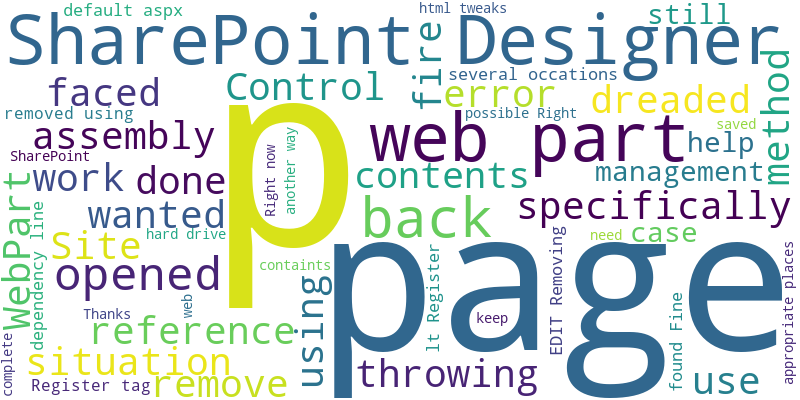 default aspx
html tweaks
still
SharePoint Designer
fire
several occations
method
faced
Control
error
dreaded
removed using
possible Right
saved
assembly
p
web part
help
SharePoint
Right now
another way
work
done
contents
management
WebPart
dependency line
wanted
back
specifically
Site
hard drive
need
case
opened
containts
page
lt Register
EDIT Removing
appropriate places
Thanks
web
using
keep
found Fine
reference
complete
situation
throwing
Register tag
remove
use